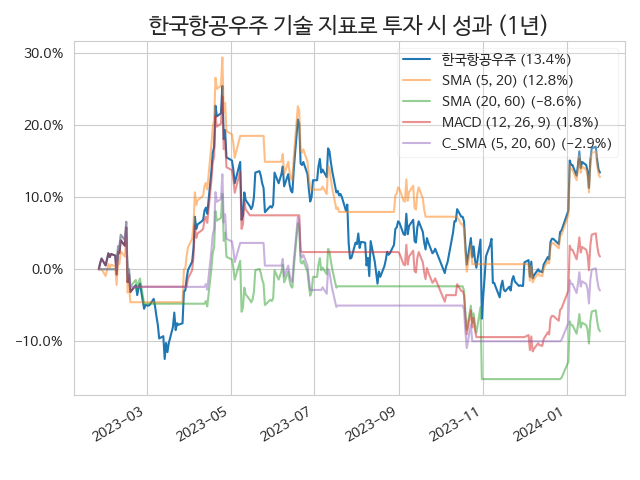 한국항공우주 기술 지표로 투자 시 성과 (1년)
30.0%
20.0%
10.0%
0.0%
−10.0%
한국항공우주 (13.4%)
SMA (5, 20) (12.8%)
SMA (20, 60) (−8.6%)
MACD (12, 26, 9) (1.8%)
C_SMA (5, 20, 60) (−2.9%)
2023−03
2023−05
2023−07
2023−09
2023−11
2024−01